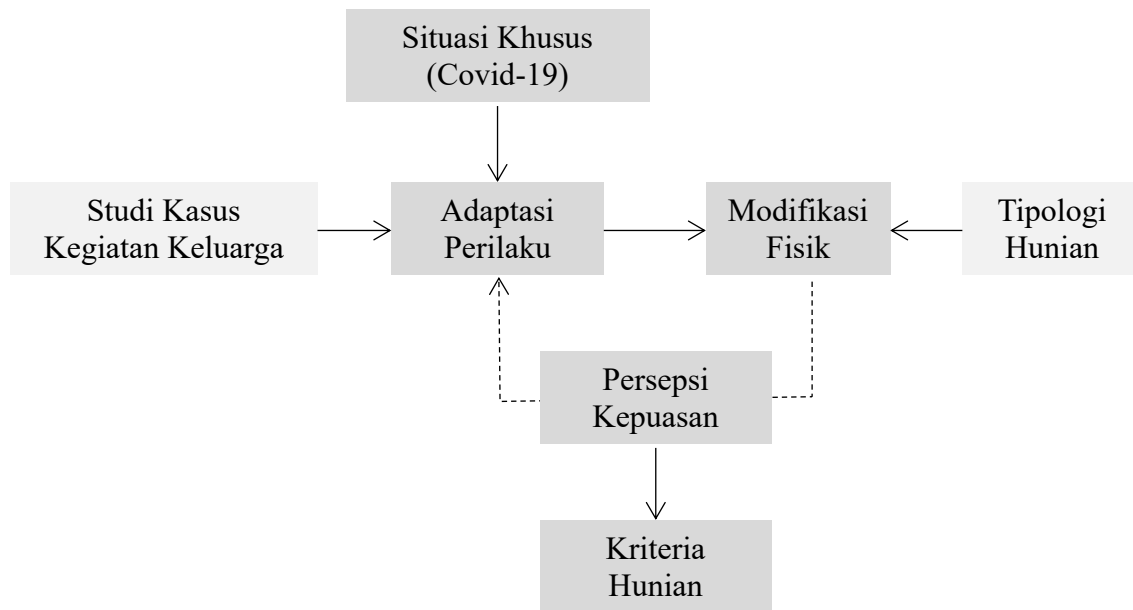 Situasi Khusus
(Covid-19)
Studi Kasus
Kegiatan Keluarga
Adaptasi
Perilaku
Modifikasi
Fisik
Tipologi
Hunian
Persepsi
Kepuasan
Kriteria
Hunian